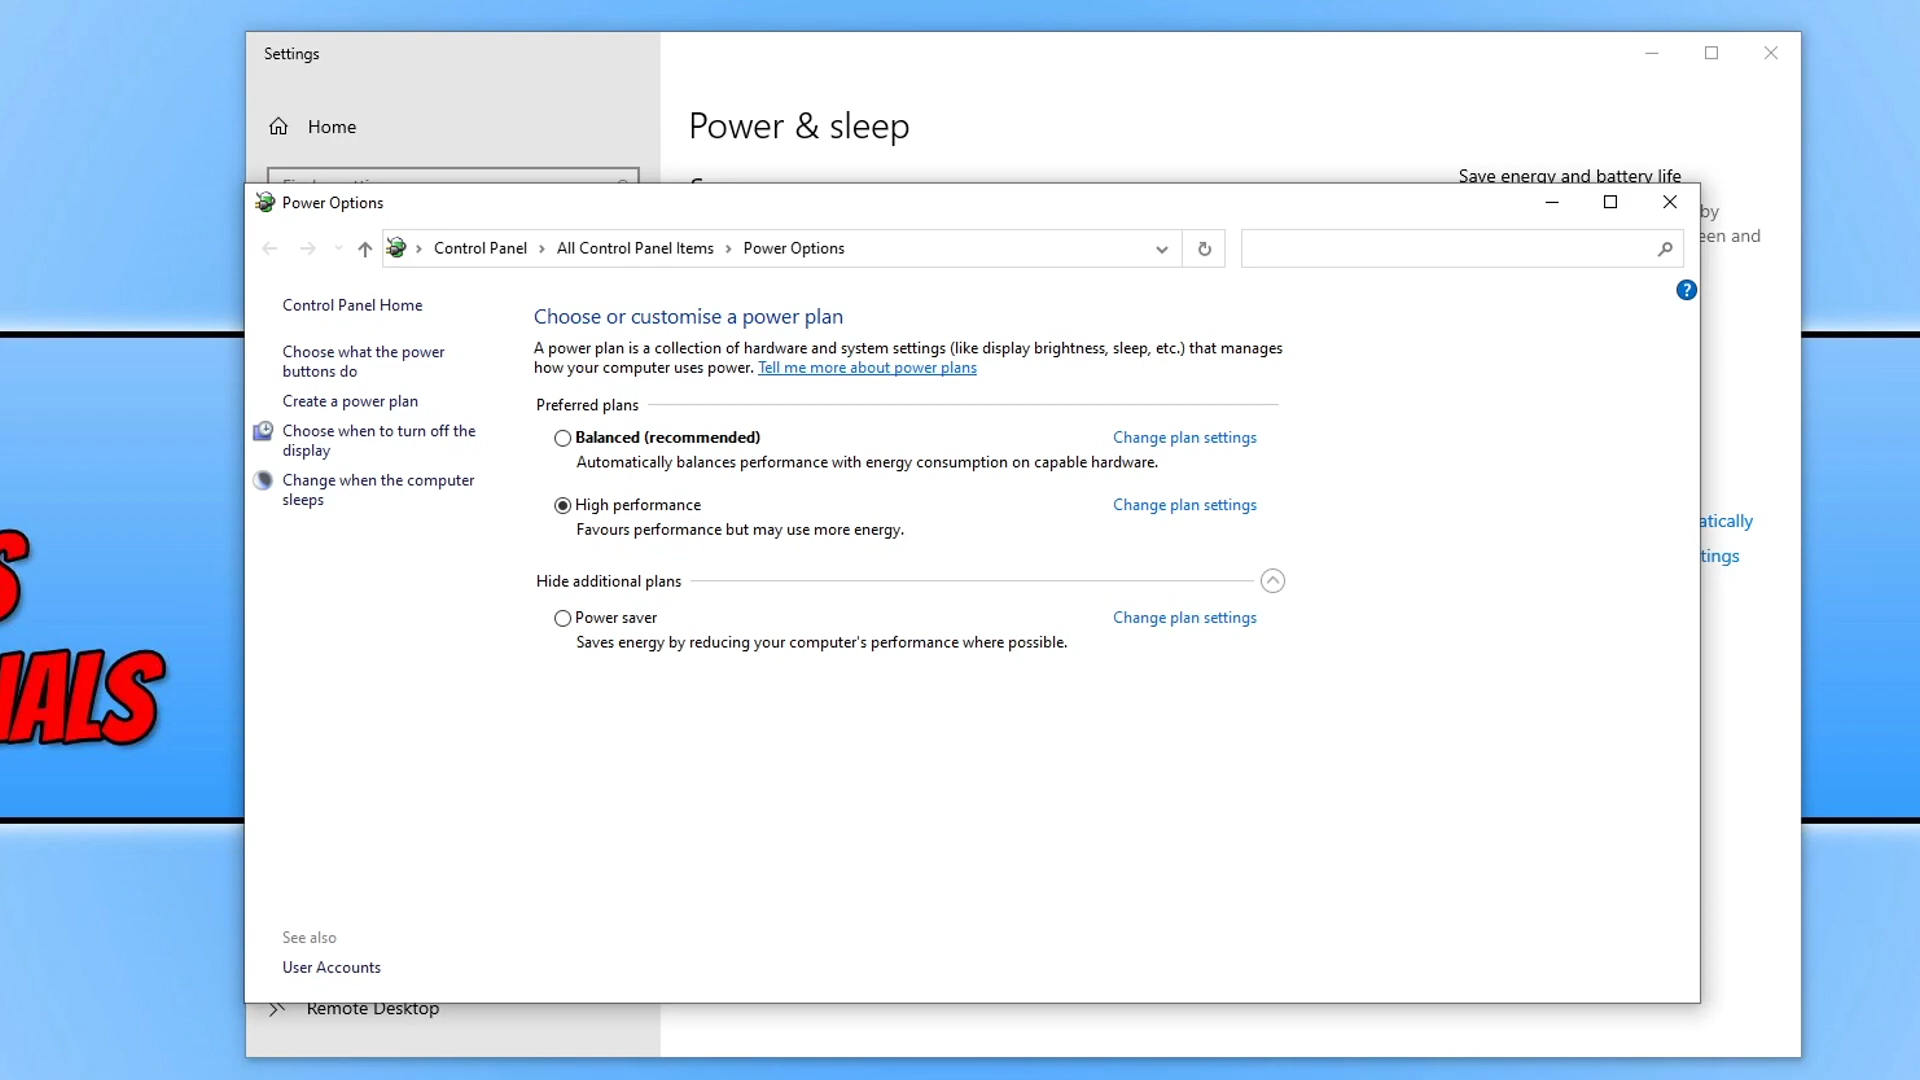 Settings
Home
Power & sleep
Save energy and battery life
by
een and
Power Options
Control Panel > All Control Panel Items > Power Options
Control Panel Home
Choose what the power
buttons do
Create a power plan
Choose when to turn off the
display
Change when the computer
sleeps
Choose or customise a power plan
A power plan is a collection of hardware and system settings (like display brightness, sleep, etc.) that manages
how your computer uses power. Tell me more about power plans
Preferred plans
Balanced (recommended) Change plan settings
Automatically balances performance with energy consumption on capable hardware.
High performance Change plan settings
Favours performance but may use more energy.
Hide additional plans
Power saver Change plan settings
Saves energy by reducing your computer's performance where possible.
atically
tings
S
IALS
See also
User Accounts
Remote Desktop